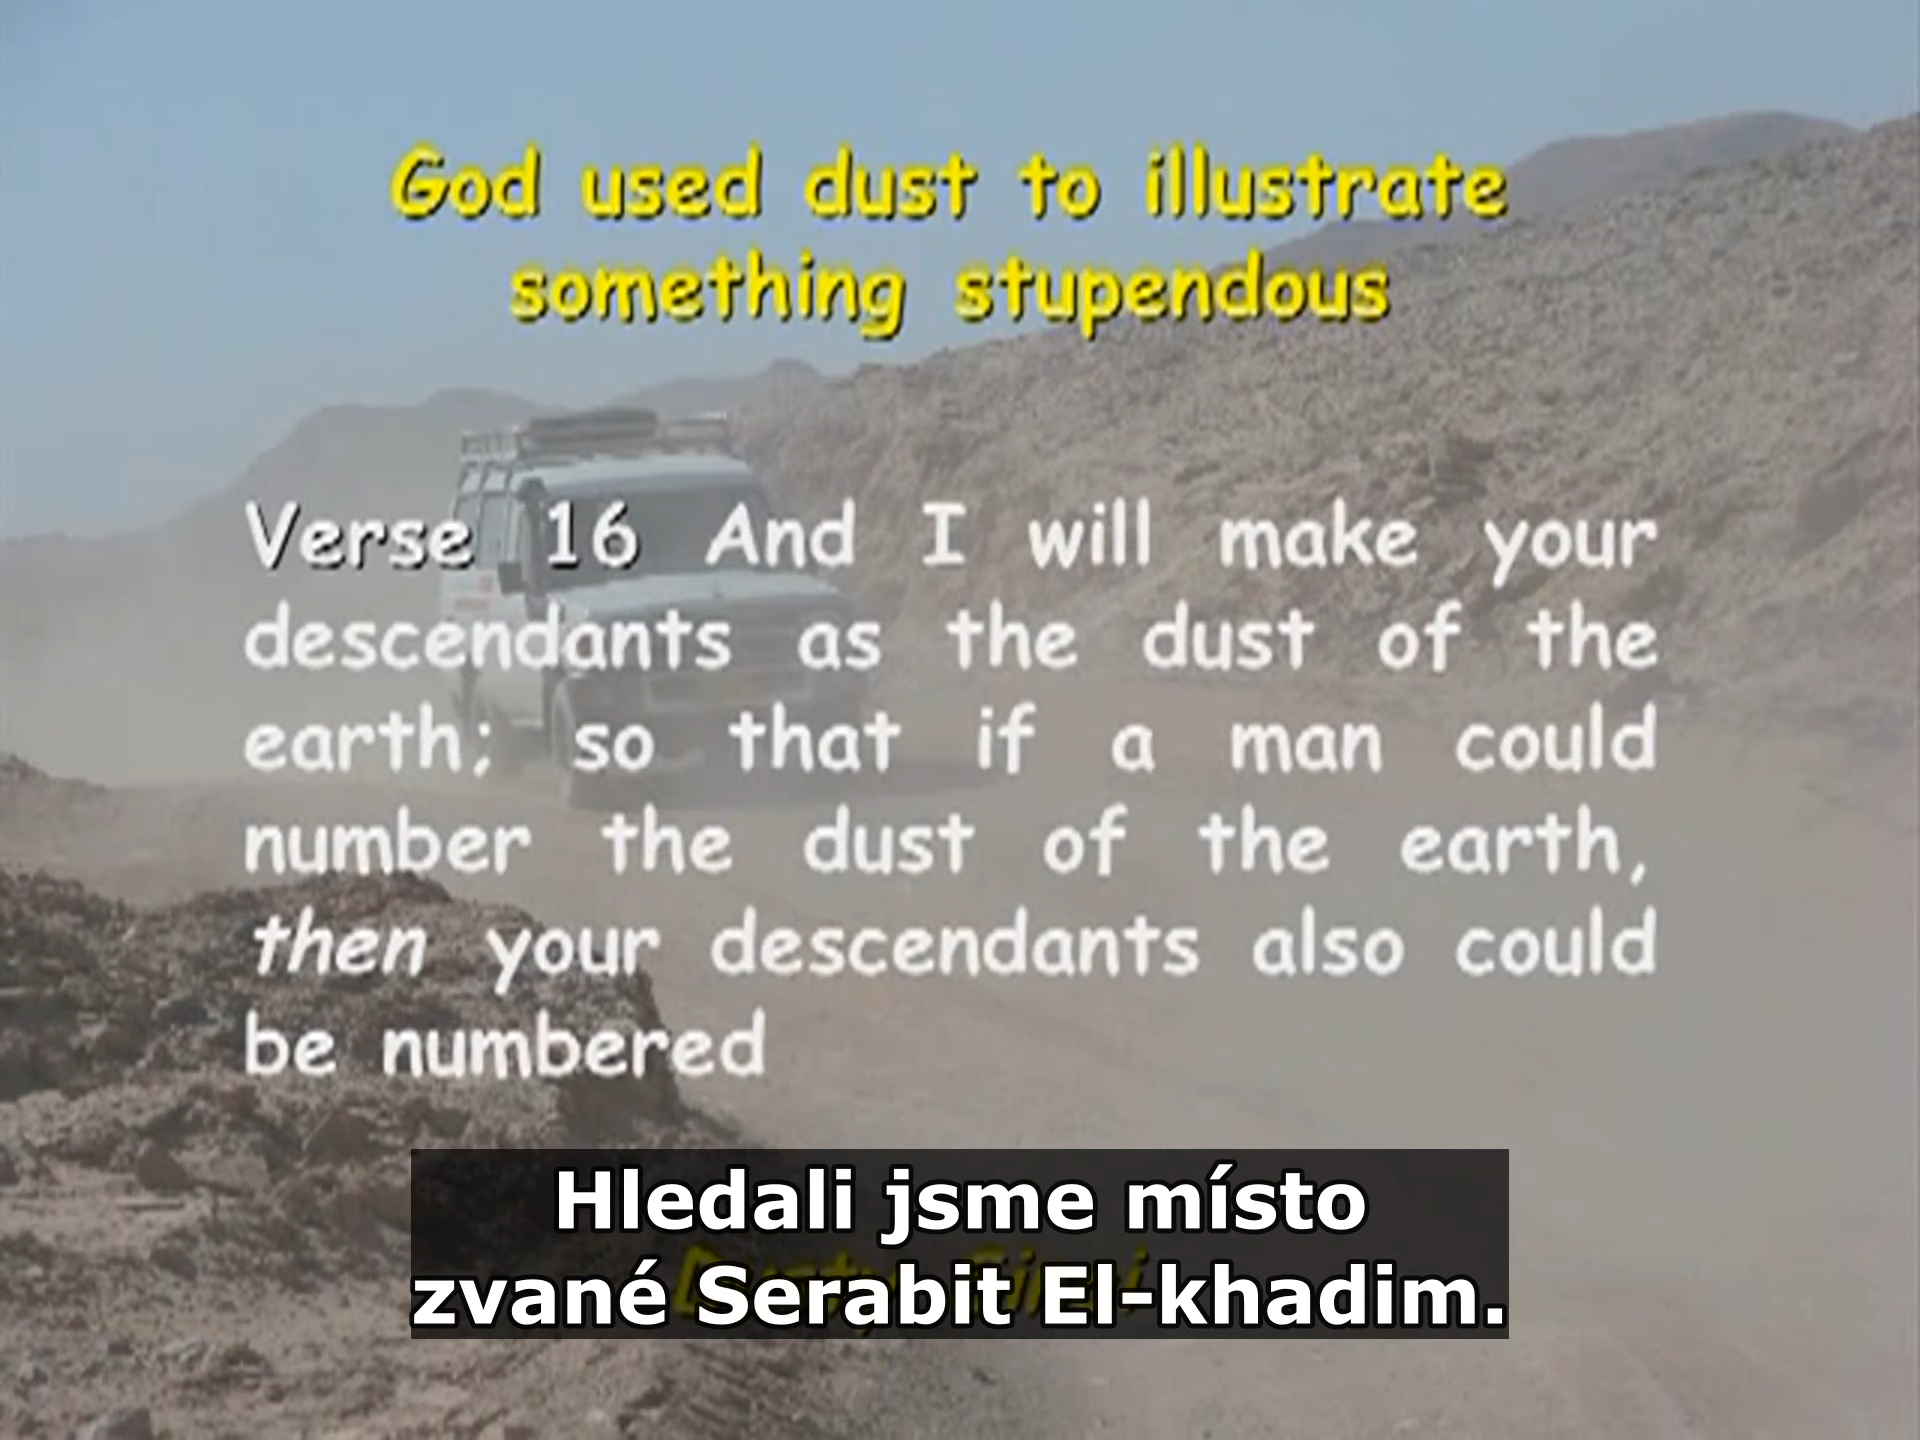 God used dust to illustrate
something stupendous
Verse 16 And I will make your
descendants as the dust of the
earth; so that if a man could
number the dust of the earth,
then your descendants also could
be numbered
Hledali jsme místo
zvané Serabit El-khadim.